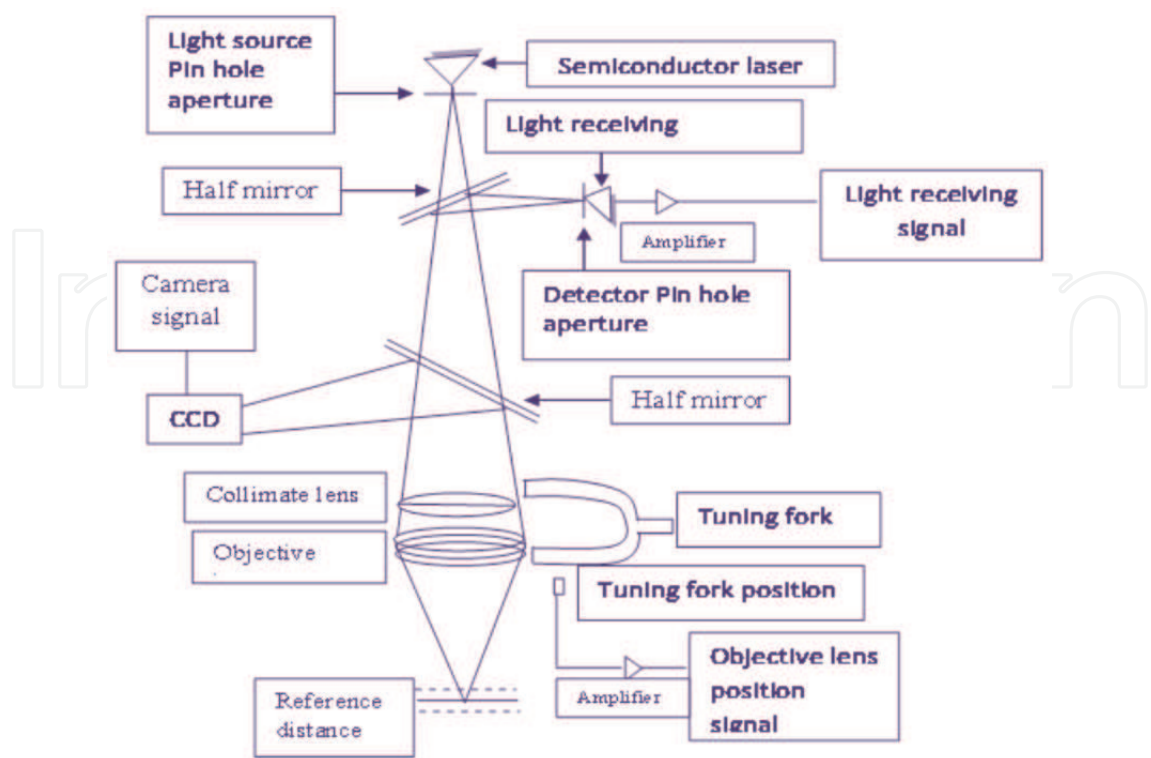 Light source
Pin hole
aperture
Semiconductor laser
Light receiving
Half mirror
Light receiving
signal
Amplifier
Camera
signal
Detector Pin hole
aperture
Half mirror
CCD
Collimate lens
Tuning fork
Objective
Tuning fork position
Objective lens
position
signal
Amplifier
Reference
distance